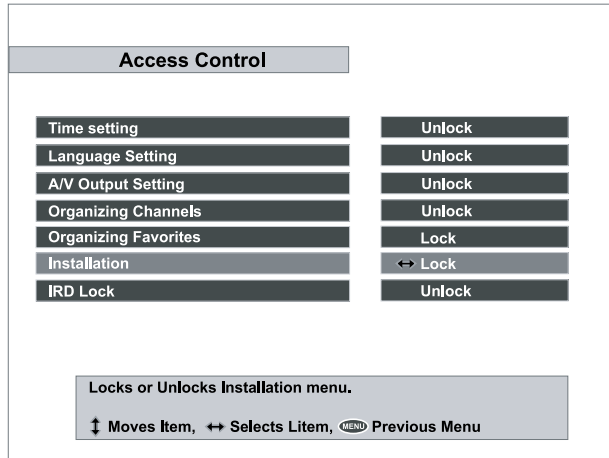 Access Control
Time setting Unlock
Language Setting Unlock
A/V Output Setting Unlock
Organizing Channels Unlock
Organizing Favorites Lock
Installation ↔ Lock
IRD Lock Unlock
Locks or Unlocks Installation menu.
↕ Moves Item, ↔ Selects Litem, MENU Previous Menu